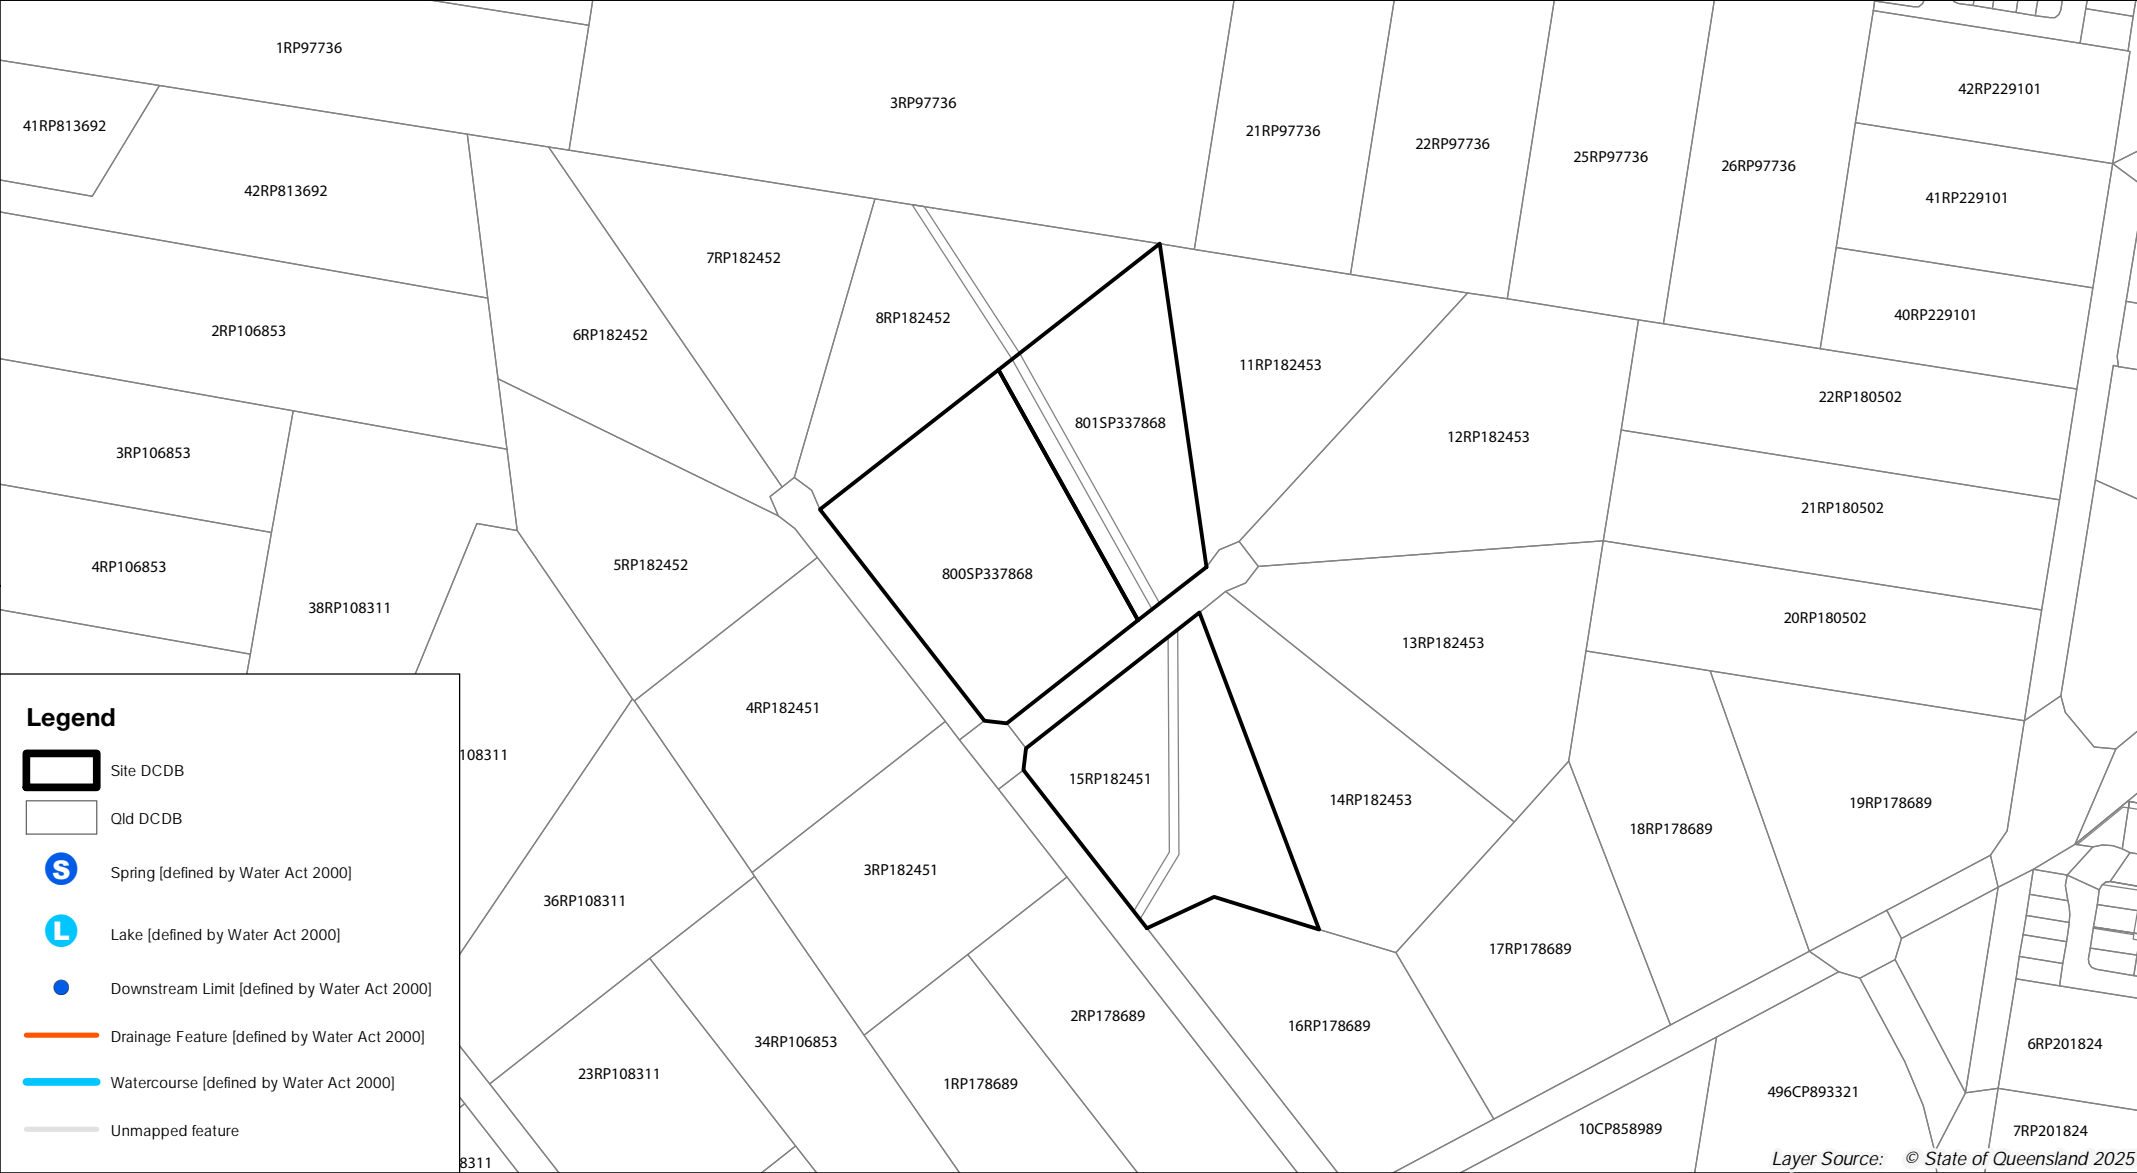 1RP97736
3RP97736
42RP229101
41RP813692
21RP97736
22RP97736
25RP97736
26RP97736
42RP813692
41RP229101
7RP182452
8RP182452
40RP229101
2RP106853
6RP182452
11RP182453
22RP180502
801SP337868
12RP182453
3RP106853
21RP180502
4RP106853
5RP182452
800SP337868
38RP108311
20RP180502
13RP182453
4RP182451
108311
15RP182451
14RP182453
19RP178689
18RP178689
3RP182451
36RP108311
17RP178689
2RP178689
16RP178689
34RP106853
6RP201824
23RP108311
1RP178689
496CP893321
10CP858989
7RP201824
8311
Legend
Site DCDB
Qld DCDB
S
Spring [defined by Water Act 2000]
L
Lake [defined by Water Act 2000]
Downstream Limit [defined by Water Act 2000]
Drainage Feature [defined by Water Act 2000]
Watercourse [defined by Water Act 2000]
Unmapped feature
Layer Source: © State of Queensland 2025